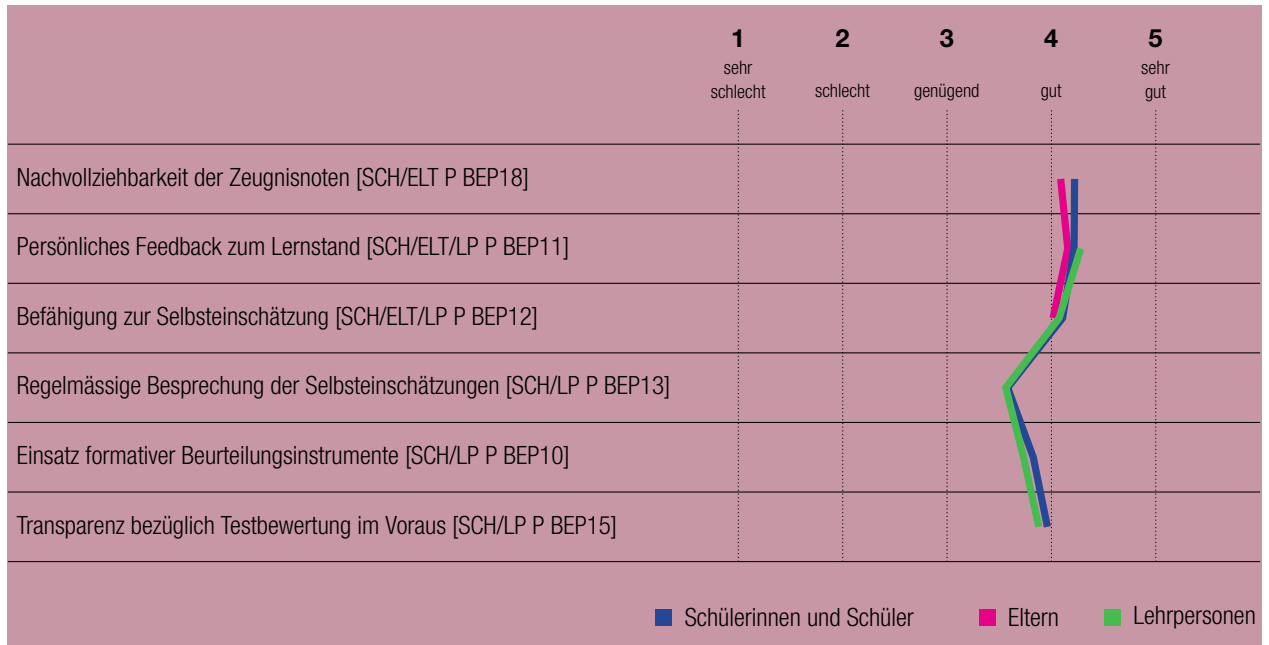 1 2 3 4 5
sehr schlecht schlecht genügend gut sehr gut
Nachvollziehbarkeit der Zeugnisnoten [SCH/ELT P BEP18]
Persönliches Feedback zum Lernstand [SCH/ELT/LP P BEP11]
Befähigung zur Selbsteinschätzung [SCH/ELT/LP P BEP12]
Regelmässige Besprechung der Selbsteinschätzungen [SCH/LP P BEP13]
Einsatz formativer Beurteilungsinstrumente [SCH/LP P BEP10]
Transparenz bezüglich Testbewertung im Voraus [SCH/LP P BEP15]
Schülerinnen und Schüler Eltern Lehrpersonen